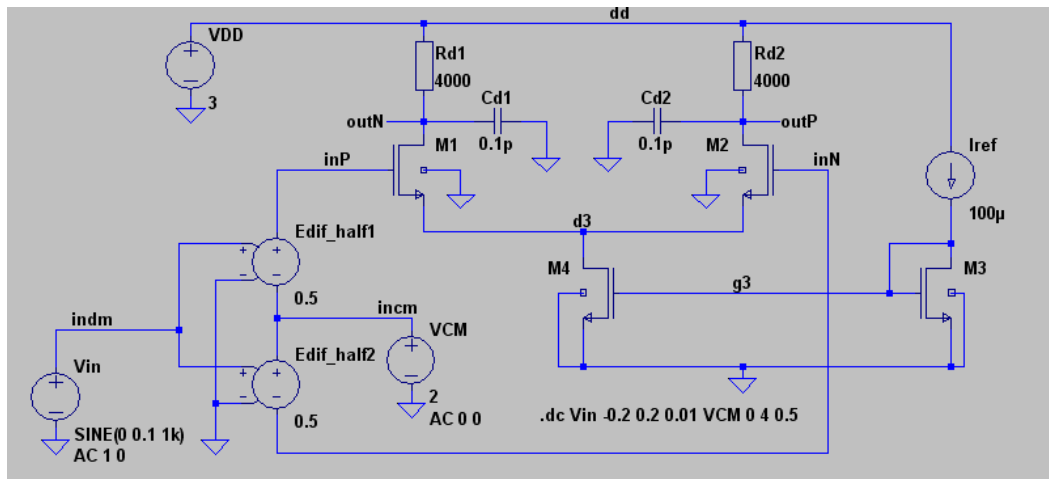 dd
VDD
3
Rd1
4000
Rd2
4000
Cd1
0.1p
Cd2
0.1p
outN
outP
M1
M2
inP
inN
Iref
100µ
d3
Edif_half1
0.5
M4
g3
M3
indm
incm
VCM
2
AC 0 0
Edif_half2
0.5
Vin
SINE(0 0.1 1k)
AC 1 0
.dc Vin -0.2 0.2 0.01 VCM 0 4 0.5